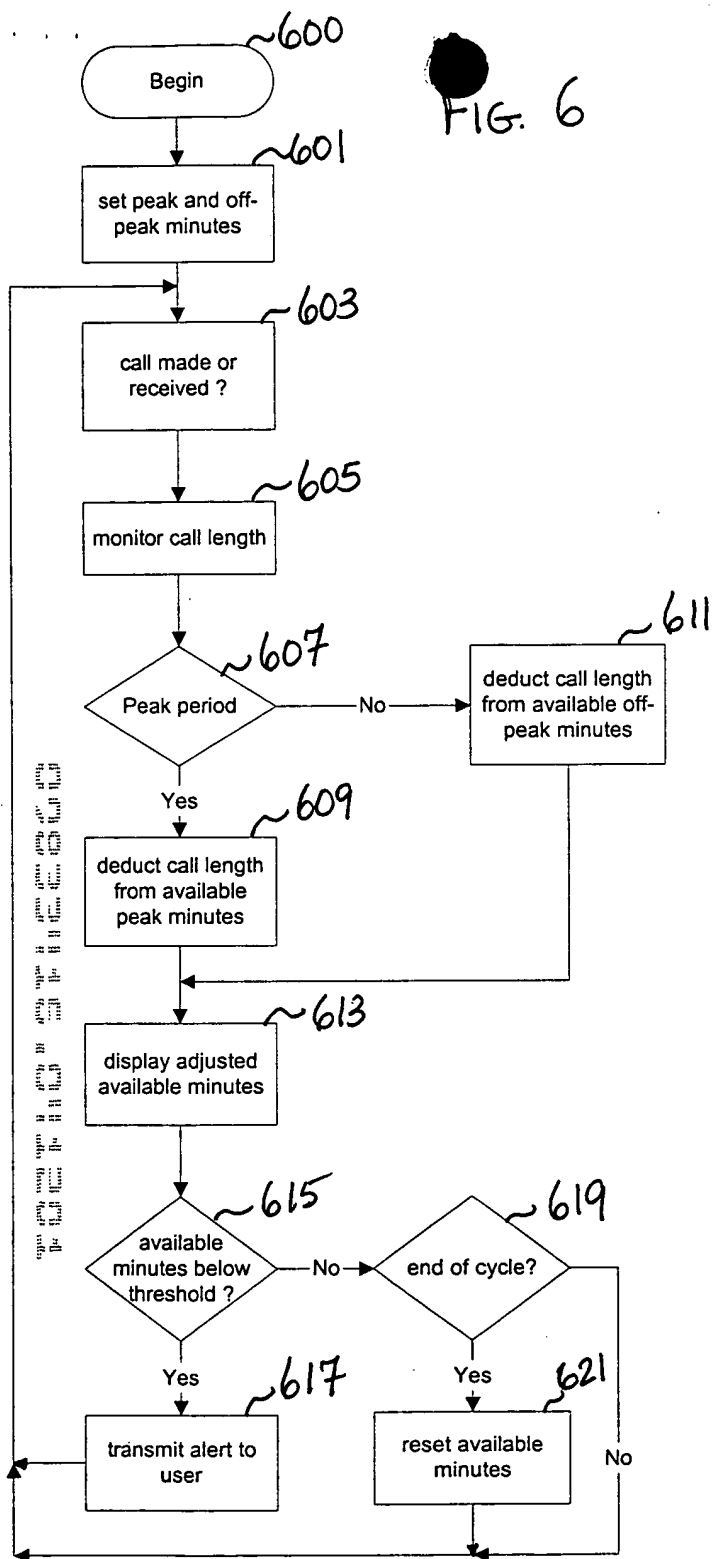 600
Begin
FIG. 6
601
set peak and off-
peak minutes
603
call made or
received ?
605
monitor call length
607
Peak period
No
611
deduct call length
from available off-
peak minutes
Yes
609
deduct call length
from available
peak minutes
613
display adjusted
available minutes
615
available
minutes below
threshold ?
No
619
end of cycle?
Yes
617
transmit alert to
user
Yes
621
reset available
minutes
No